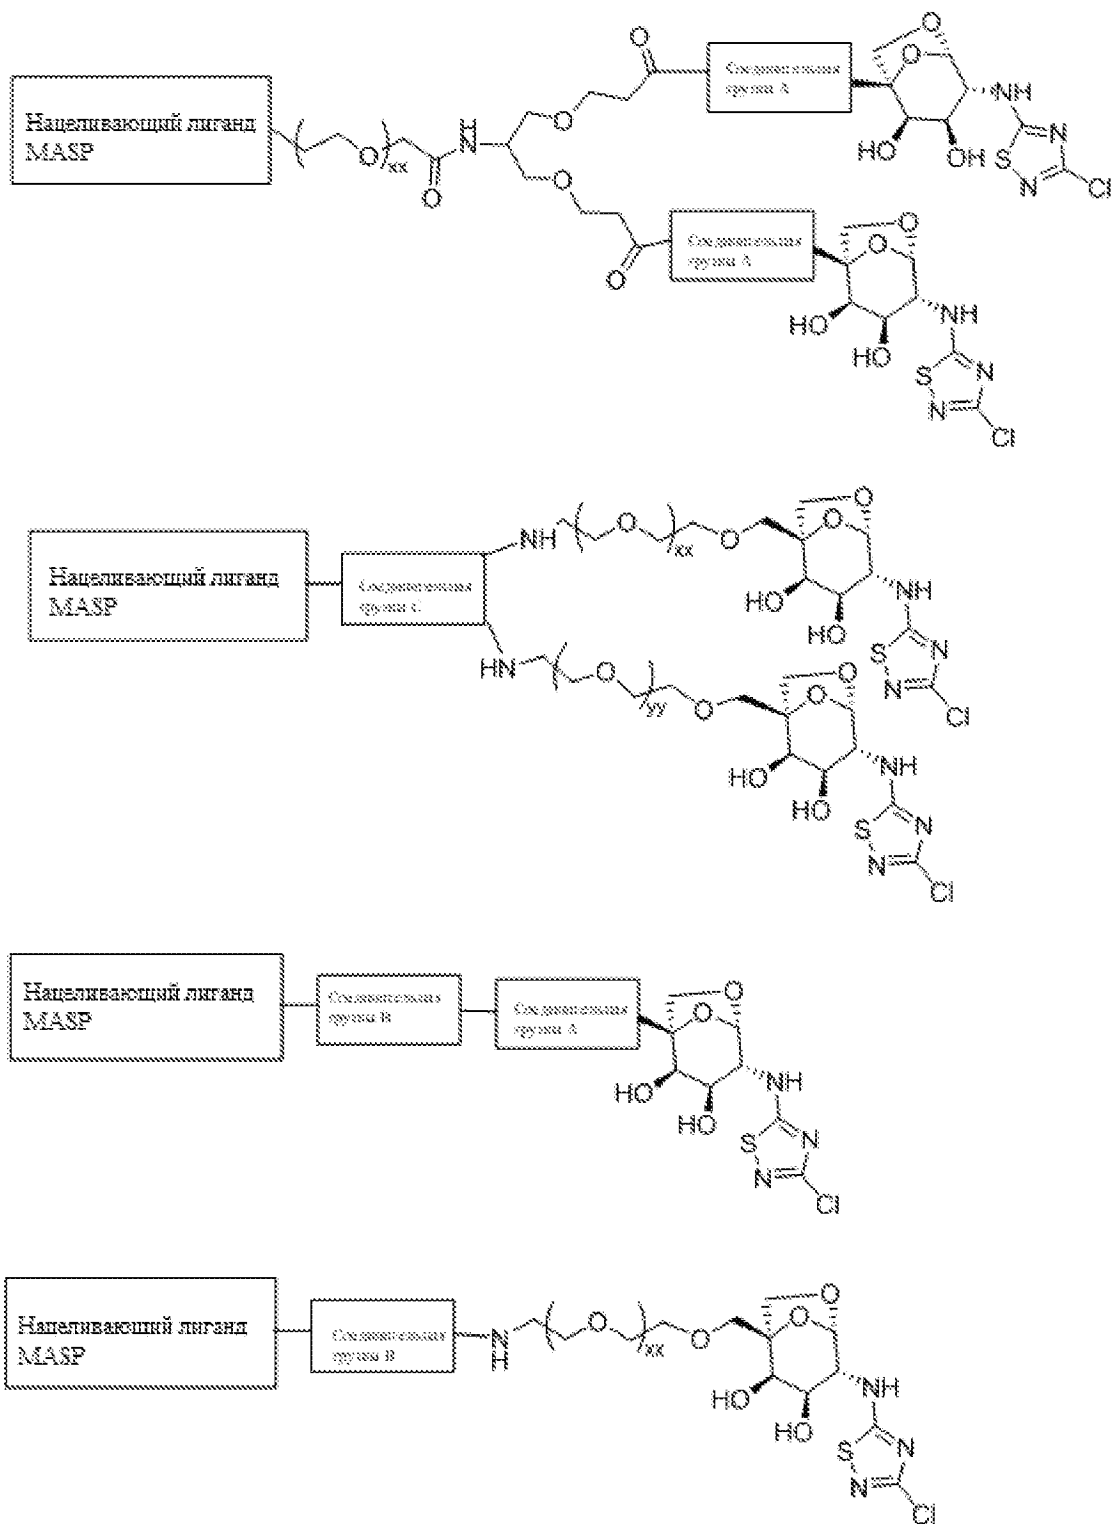 Нацеливающий лиганд
MASP
xx
O
N
H
O
O
O
O
Соединительная
группа A
Соединительная
группа A
O
O
HO
OH
NH
S
N
N
Cl
O
O
HO
HO
NH
S
N
N
Cl
Нацеливающий лиганд
MASP
Соединительная
группа C
NH
O
xx
O
O
O
HO
HO
NH
S
N
N
Cl
HN
O
yy
O
O
O
HO
HO
NH
S
N
N
Cl
Нацеливающий лиганд
MASP
Соединительная
группа B
Соединительная
группа A
O
O
HO
HO
NH
S
N
N
Cl
Нацеливающий лиганд
MASP
Соединительная
группа B
N
H
O
xx
O
O
O
HO
HO
NH
S
N
N
Cl